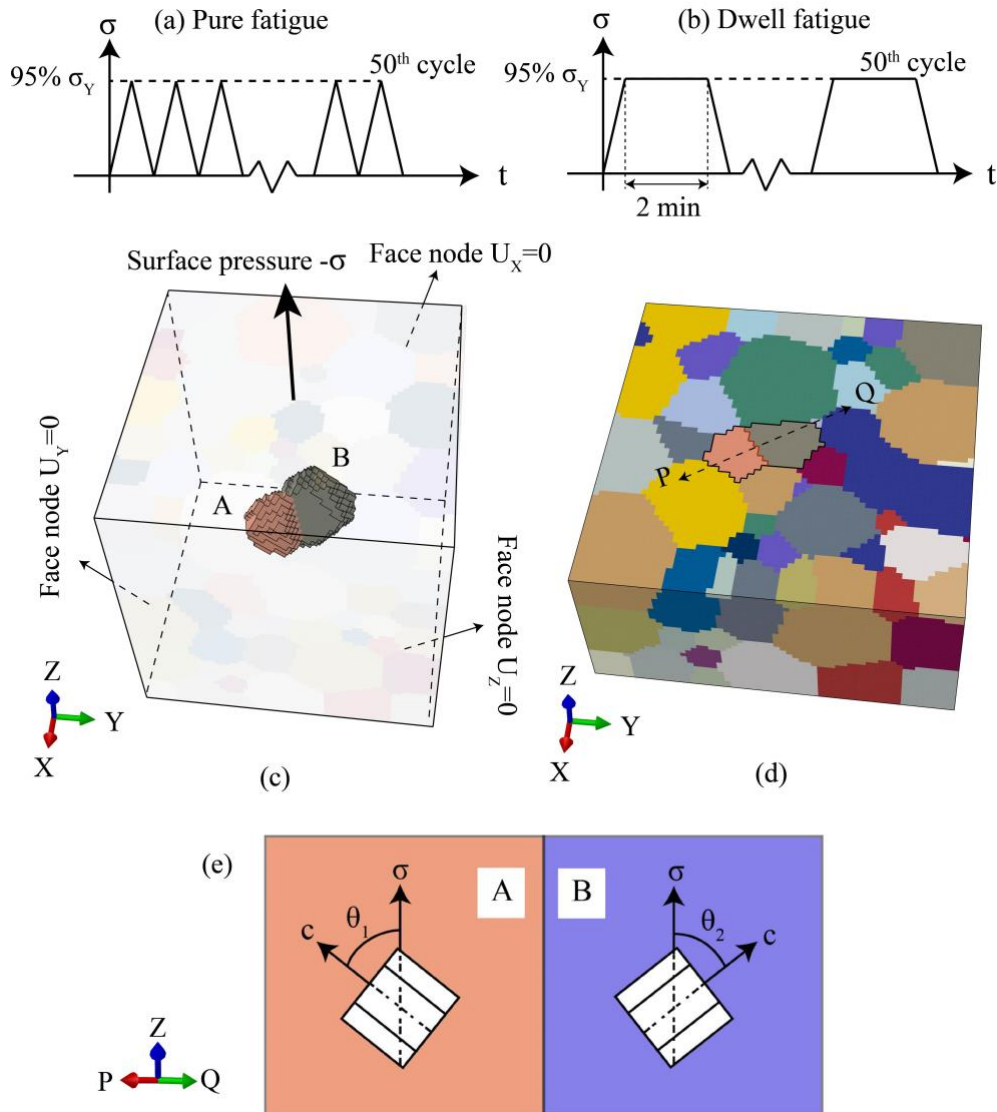 (a) Pure fatigue
σ
95% σY
50th cycle
t
(b) Dwell fatigue
σ
95% σY
50th cycle
2 min
t
Surface pressure -σ
Face node UX=0
Face node UY=0
Face node UZ=0
A
B
Z
Y
X
(c)
P
Q
Z
Y
X
(d)
(e)
σ
A
θ1
c
B
σ
θ2
c
Z
P
Q